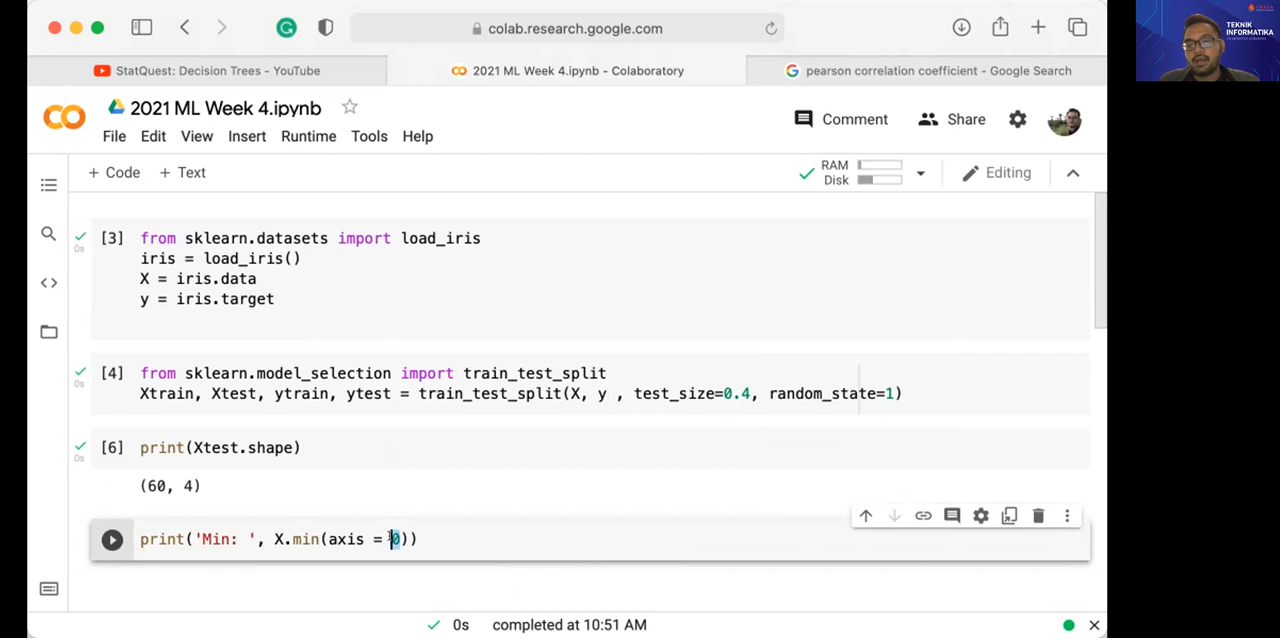 colab.research.google.com
StatQuest: Decision Trees - YouTube
2021 ML Week 4.ipynb - Colaboratory
pearson correlation coefficient - Google Search
2021 ML Week 4.ipynb
File Edit View Insert Runtime Tools Help
Comment
Share
+ Code + Text
RAM
Disk
Editing
[3] from sklearn.datasets import load_iris
0s
iris = load_iris()
X = iris.data
y = iris.target
[4] from sklearn.model_selection import train_test_split
0s
Xtrain, Xtest, ytrain, ytest = train_test_split(X, y , test_size=0.4, random_state=1)
[6] print(Xtest.shape)
0s
(60, 4)
print('Min: ', X.min(axis = 0))
0s completed at 10:51 AM
TEKNIK
INFORMATIKA